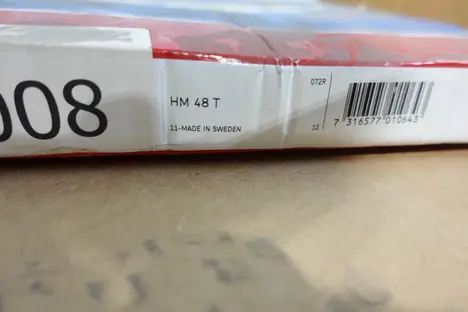 008
HM 48 T
11-MADE IN SWEDEN
072R
12
7 316577 010643